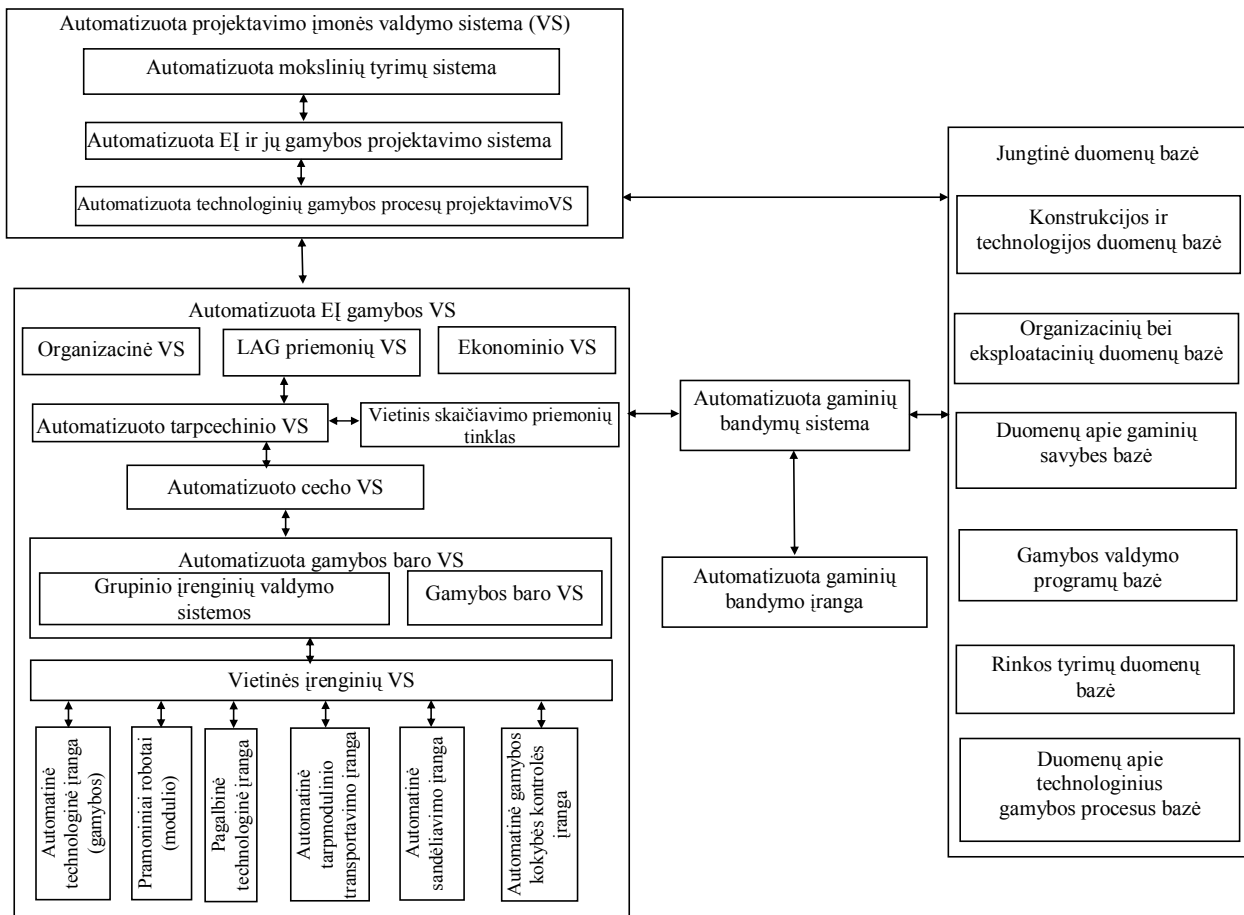 Automatizuota projektavimo įmonės valdymo sistema (VS)
Automatizuota mokslinių tyrimų sistema
Automatizuota EĮ ir jų gamybos projektavimo sistema
Automatizuota technologinių gamybos procesų projektavimoVS
Automatizuota EĮ gamybos VS
Organizacinė VS
LAG priemonių VS
Ekonominio VS
Automatizuoto tarpcechinio VS
Vietinis skaičiavimo priemonių
tinklas
Automatizuoto cecho VS
Automatizuota gamybos baro VS
Grupinio įrenginių valdymo
sistemos
Gamybos baro VS
Vietinės įrenginių VS
Automatinė
technologinė įranga
(gamybos)
Pramoniniai robotai
(modulio)
Pagalbinė
technologinė įranga
Automatinė
tarpmodulinio
transportavimo įranga
Automatinė
sandėliavimo įranga
Automatinė gamybos
kokybės kontrolės
įranga
Automatizuota gaminių
bandymų sistema
Automatizuota gaminių
bandymo įranga
Jungtinė duomenų bazė
Konstrukcijos ir
technologijos duomenų bazė
Organizacinių bei
eksploatacinių duomenų bazė
Duomenų apie gaminių
savybes bazė
Gamybos valdymo
programų bazė
Rinkos tyrimų duomenų
bazė
Duomenų apie
technologinius
gamybos procesus bazė